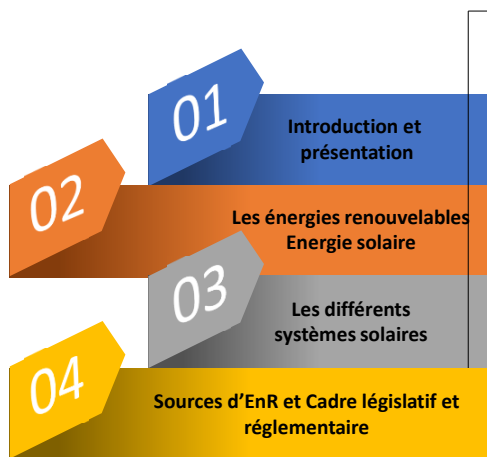 01
Introduction et
présentation
02
Les énergies renouvelables
Energie solaire
03
Les différents
systèmes solaires
04
Sources d'EnR et Cadre législatif et
réglementaire